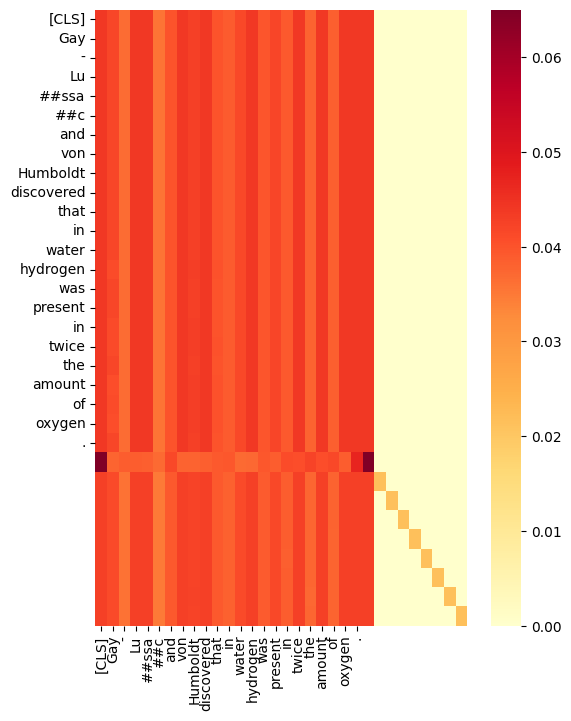 [CLS]
Gay
-
Lu
##ssa
##c
and
von
Humboldt
discovered
that
in
water
hydrogen
was
present
in
twice
the
amount
of
oxygen
.
0.06
0.05
0.04
0.03
0.02
0.01
0.00
[CLS]
Gay
-
Lu
##ssa
##c
and
von
Humboldt
discovered
that
in
water
hydrogen
was
present
in
twice
the
amount
of
oxygen
.